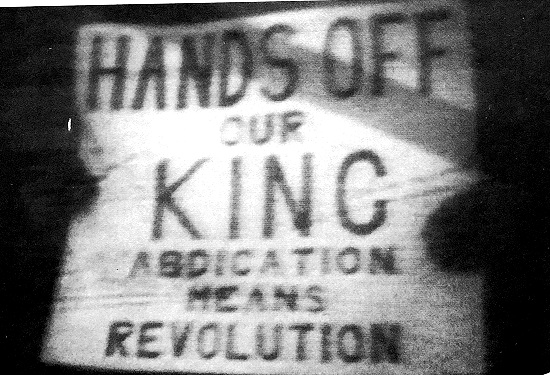 HANDS OFF
OUR
KING
ABDICATION
MEANS
REVOLUTION